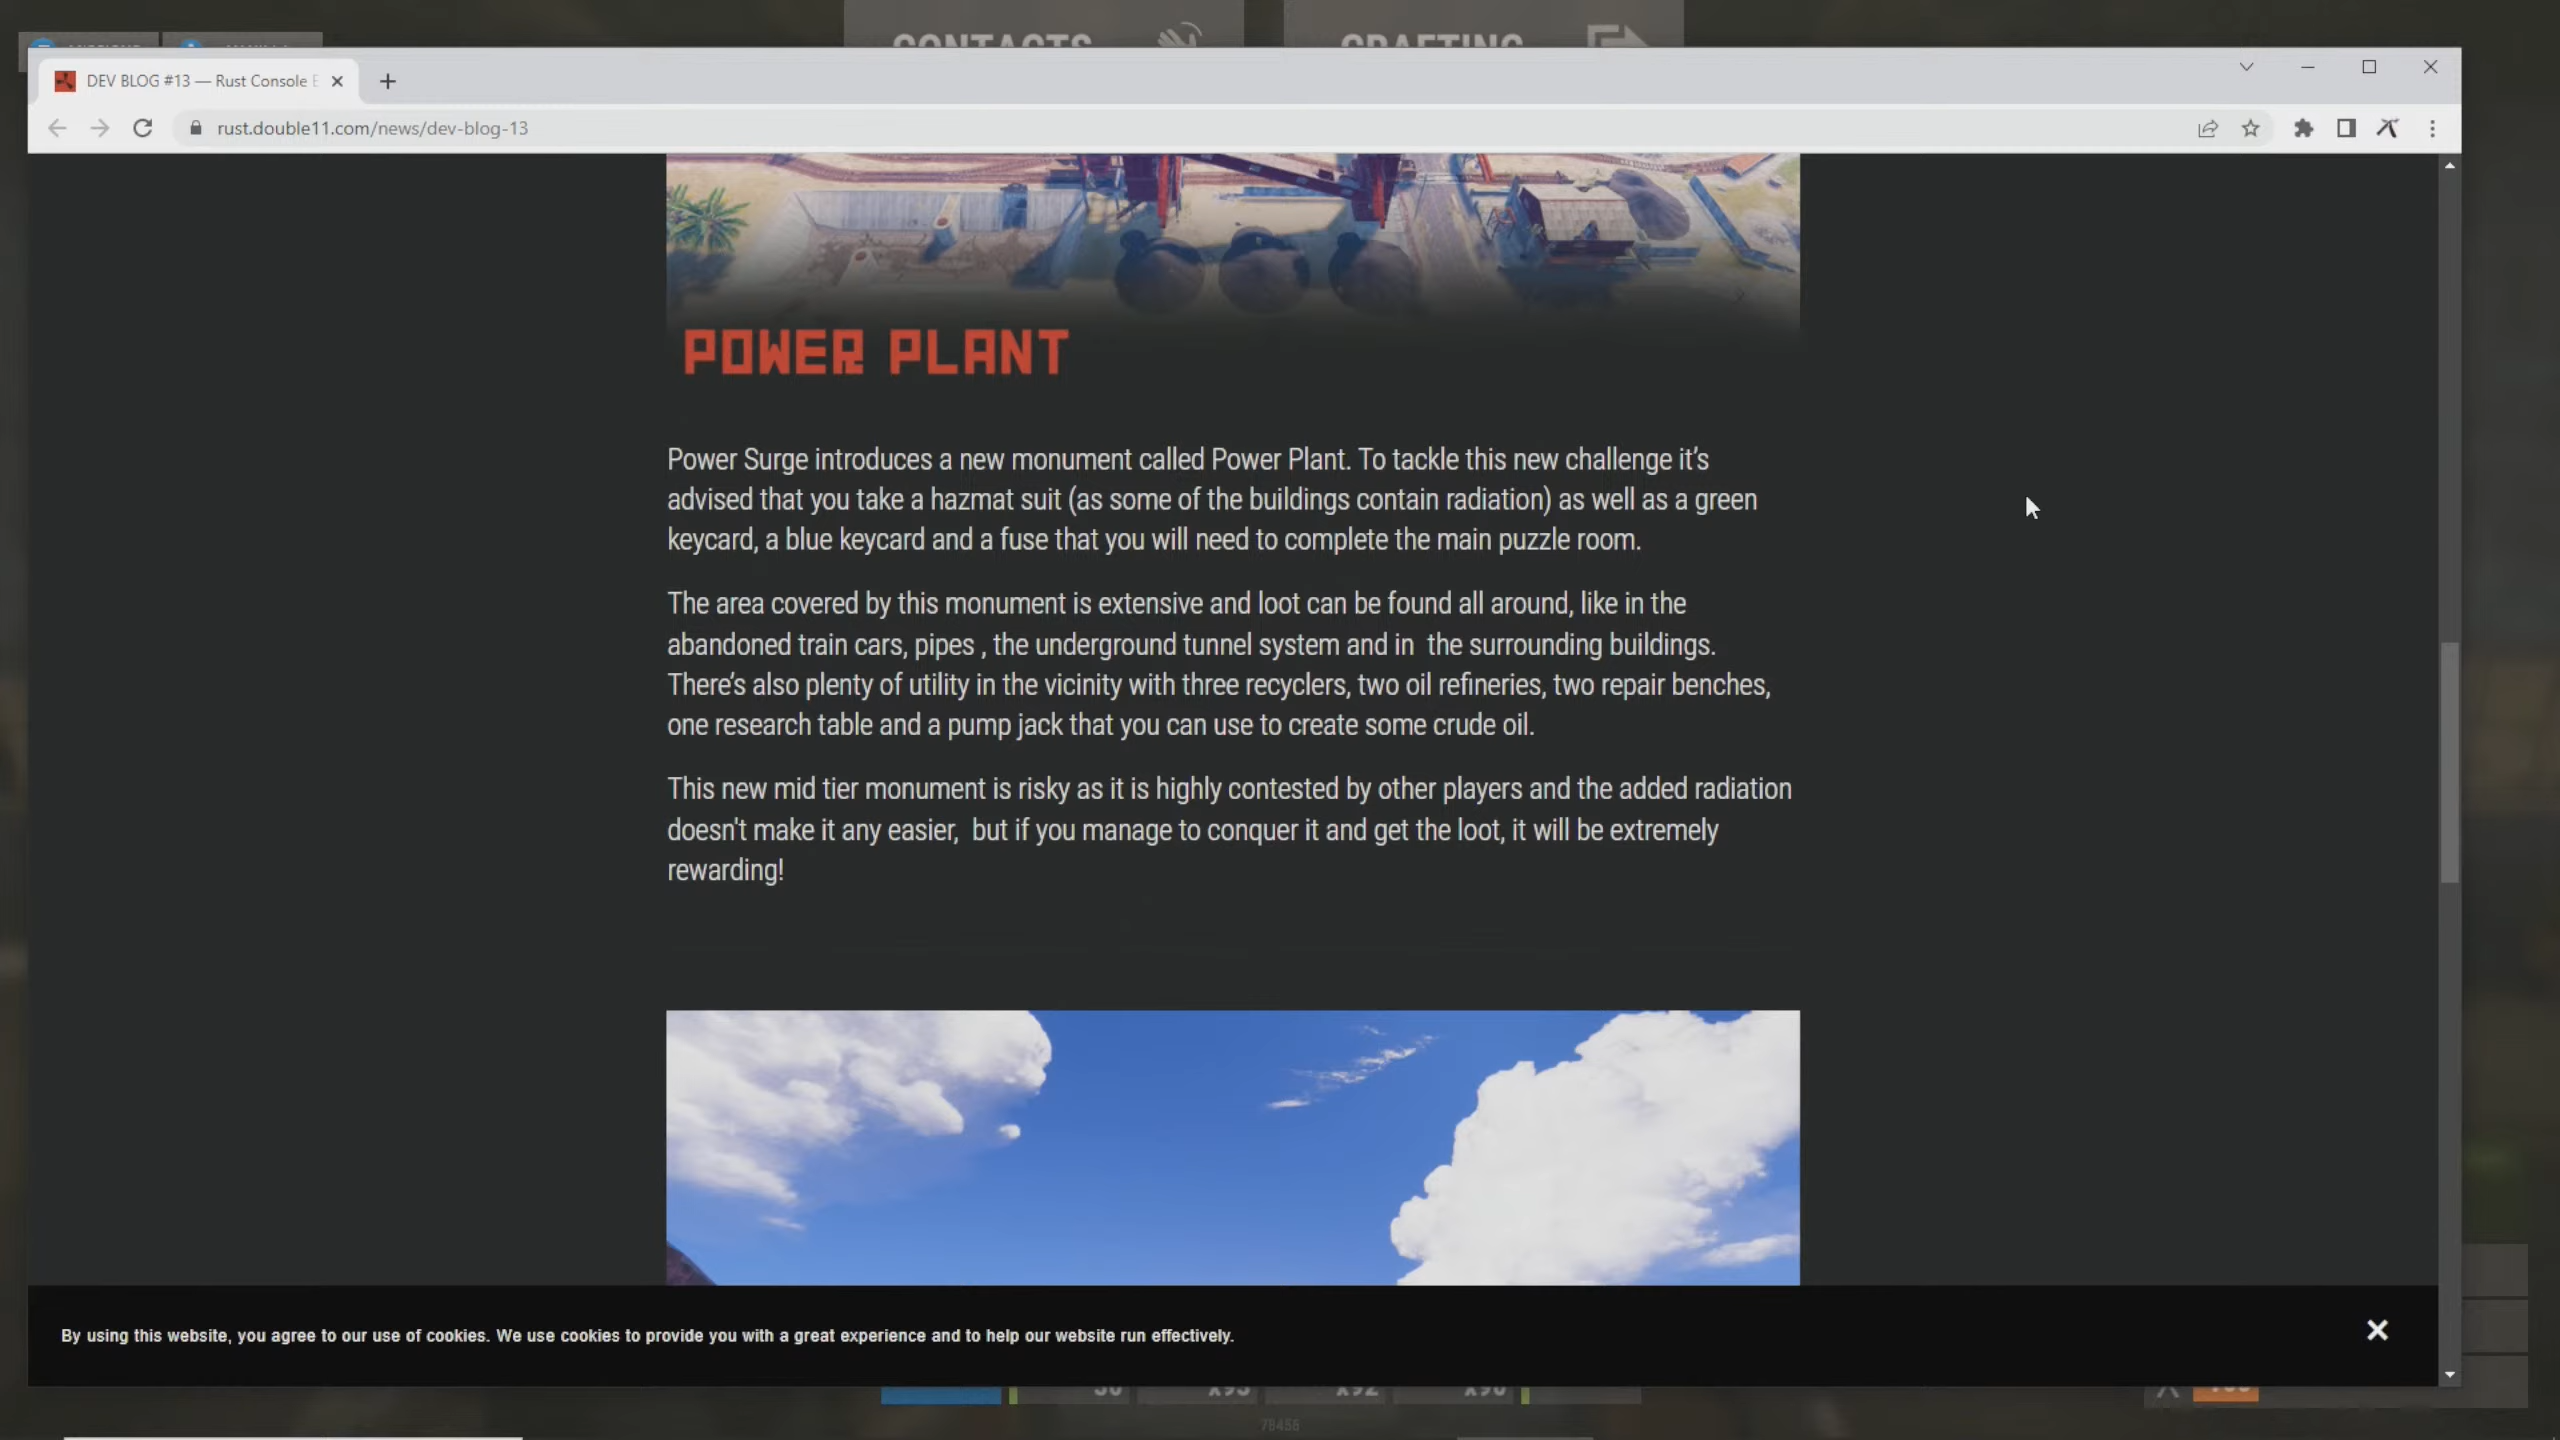 CONTACTS
CRAFTING
DEV BLOG #13 — Rust Console E
rust.double11.com/news/dev-blog-13
POWER PLANT
Power Surge introduces a new monument called Power Plant. To tackle this new challenge it’s
advised that you take a hazmat suit (as some of the buildings contain radiation) as well as a green
keycard, a blue keycard and a fuse that you will need to complete the main puzzle room.
The area covered by this monument is extensive and loot can be found all around, like in the
abandoned train cars, pipes , the underground tunnel system and in  the surrounding buildings.
There’s also plenty of utility in the vicinity with three recyclers, two oil refineries, two repair benches,
one research table and a pump jack that you can use to create some crude oil.
This new mid tier monument is risky as it is highly contested by other players and the added radiation
doesn't make it any easier,  but if you manage to conquer it and get the loot, it will be extremely
rewarding!
By using this website, you agree to our use of cookies. We use cookies to provide you with a great experience and to help our website run effectively.
x93 x92 x90
78456